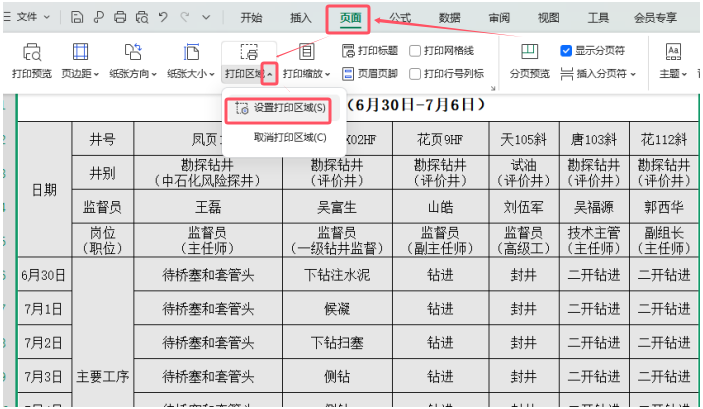 三 文件
开始 插入 页面 公式 数据 审阅 视图 工具 会员专享
打印预览 页边距 纸张方向 纸张大小 打印区域 打印缩放
打印标题 打印网格线
页眉页脚 打印行号列标
分页预览
显示分页符
插入分页符
主题
设置打印区域(S)
取消打印区域(C)
（6月30日-7月6日）
日期 井号 X02HF 花页9HF 天105斜 唐103斜 花112斜
井别 勘探钻井 勘探钻井 勘探钻井 试油 勘探钻井 勘探钻井
（中石化风险探井） （评价井） （评价井） （评价井） （评价井） （评价井）
监督员 王磊 吴富生 山皓 刘伍军 吴福源 郭西华
岗位 监督员 监督员 监督员 监督员 技术主管 副组长
（职位） （主任师） （一级钻井监督） （副主任师） （高级工） （主任师） （主任师）
6月30日 待桥塞和套管头 下钻注水泥 钻进 封井 二开钻进 二开钻进
7月1日 待桥塞和套管头 候凝 钻进 封井 二开钻进 二开钻进
7月2日 待桥塞和套管头 下钻扫塞 钻进 封井 二开钻进 二开钻进
7月3日 主要工序 待桥塞和套管头 侧钻 钻进 封井 二开钻进 二开钻进